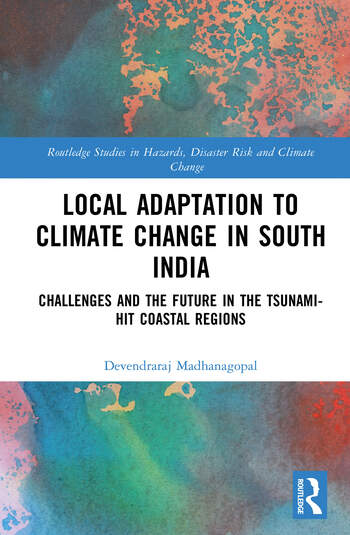 Routledge Studies in Hazards, Disaster Risk and Climate
Change
LOCAL ADAPTATION TO
CLIMATE CHANGE IN SOUTH
INDIA
CHALLENGES AND THE FUTURE IN THE TSUNAMI-
HIT COASTAL REGIONS
Devendraraj Madhanagopal
ROUTLEDGE